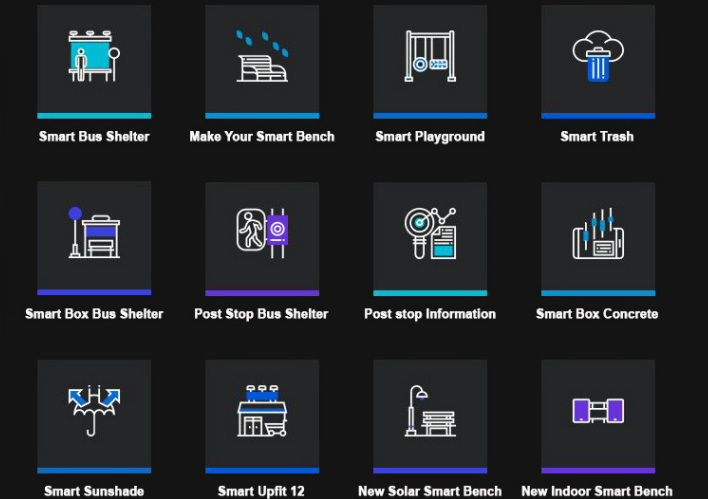 Smart Bus Shelter
Make Your Smart Bench
Smart Playground
Smart Trash
Smart Box Bus Shelter
Post Stop Bus Shelter
Post stop Information
Smart Box Concrete
Smart Sunshade
Smart Upfit 12
New Solar Smart Bench
New Indoor Smart Bench